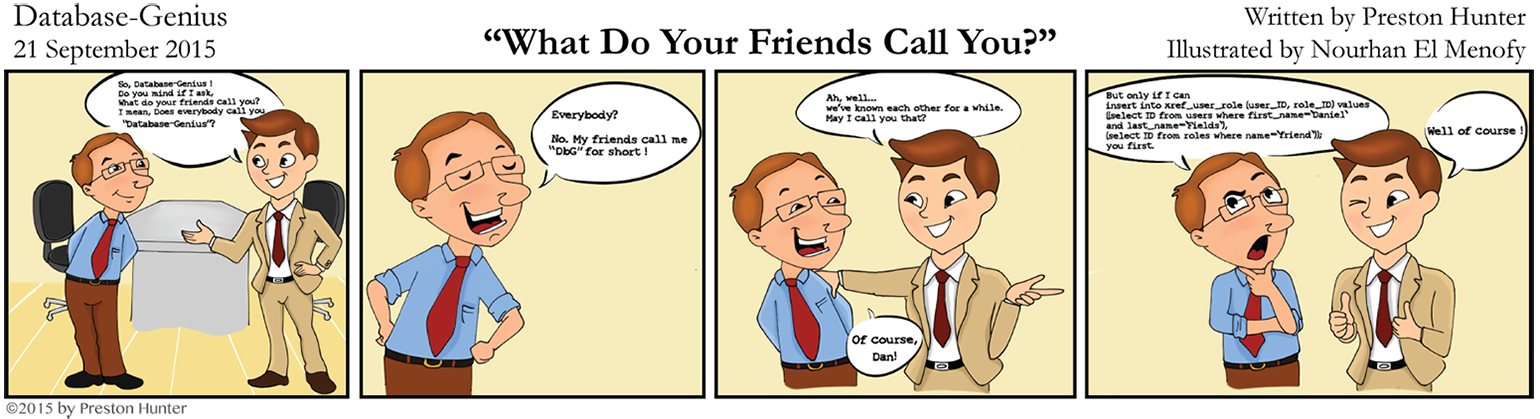 Database-Genius
21 September 2015
“What Do Your Friends Call You?”
Written by Preston Hunter
Illustrated by Nourhan El Menofy
So, Database-Genius !
Do you mind if I ask,
What do your friends call you?
I mean, Does everybody call you
"Database-Genius"?
Everybody?
No. My friends call me
"DbG" for short !
Ah, well...
we've known each other for a while.
May I call you that?
Of course,
Dan!
But only if I can
insert into xref_user_role (user_ID, role_ID) values
((select ID from users where first_name='Daniel'
and last_name='Fields'),
(select ID from roles where name='friend'));
you first.
Well of course !
©2015 by Preston Hunter